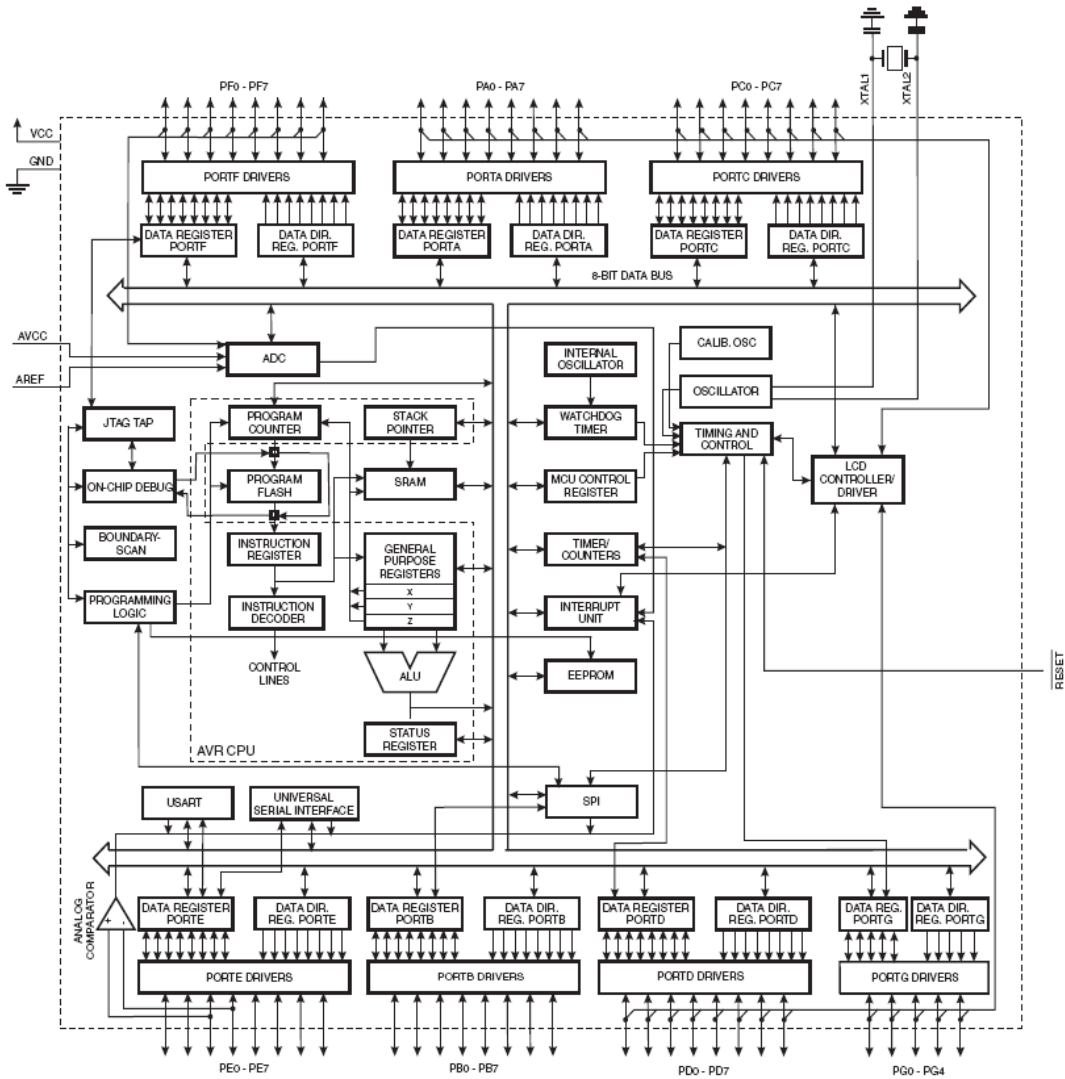 XTAL1
XTAL2
PF0 - PF7
PA0 - PA7
PC0 - PC7
VCC
GND
PORTF DRIVERS
PORTA DRIVERS
PORTC DRIVERS
DATA REGISTER
PORTF
DATA DIR.
REG. PORTF
DATA REGISTER
PORTA
DATA DIR.
REG. PORTA
DATA REGISTER
PORTC
DATA DIR.
REG. PORTC
8-BIT DATA BUS
AVCC
AREF
ADC
INTERNAL
OSCILLATOR
CALIB. OSC
OSCILLATOR
JTAG TAP
PROGRAM
COUNTER
STACK
POINTER
WATCHDOG
TIMER
TIMING AND
CONTROL
ON-CHIP DEBUG
PROGRAM
FLASH
SRAM
MCU CONTROL
REGISTER
LCD
CONTROLLER/
DRIVER
BOUNDARY-
SCAN
INSTRUCTION
REGISTER
GENERAL
PURPOSE
REGISTERS
X
Y
Z
TIMER/
COUNTERS
PROGRAMMING
LOGIC
INSTRUCTION
DECODER
INTERRUPT
UNIT
CONTROL
LINES
ALU
EEPROM
RESET
STATUS
REGISTER
AVR CPU
USART
UNIVERSAL
SERIAL INTERFACE
SPI
ANALOG
COMPARATOR
+
-
DATA REGISTER
PORTE
DATA DIR.
REG. PORTE
DATA REGISTER
PORTB
DATA DIR.
REG. PORTB
DATA REGISTER
PORTD
DATA DIR.
REG. PORTD
DATA REG.
PORTG
DATA DIR.
REG. PORTG
PORTE DRIVERS
PORTB DRIVERS
PORTD DRIVERS
PORTG DRIVERS
PE0 - PE7
PB0 - PB7
PD0 - PD7
PG0 - PG4